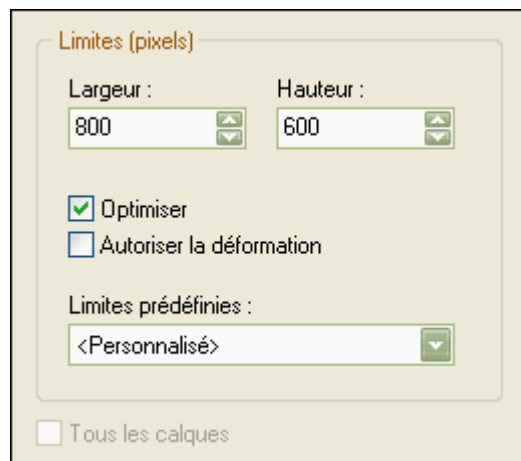 Limites (pixels)
Largeur : Hauteur :
800 600
Optimiser
Autoriser la déformation
Limites prédéfinies :
<Personnalisé>
Tous les calques